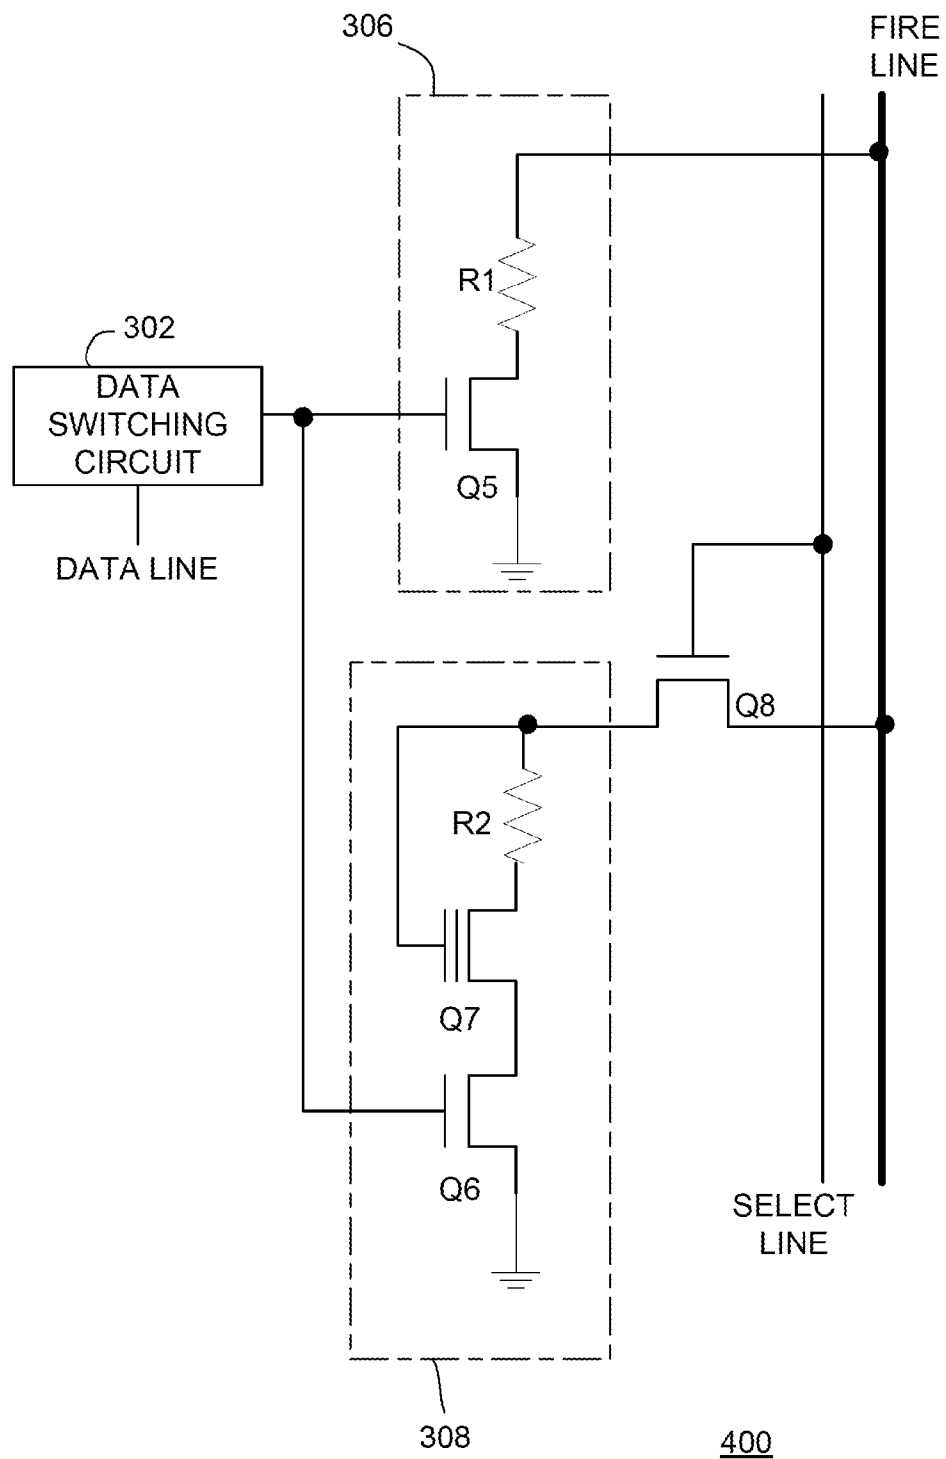 306
FIRE
LINE
R1
302
DATA
SWITCHING
CIRCUIT
Q5
DATA LINE
Q8
R2
Q7
Q6
SELECT
LINE
308
400